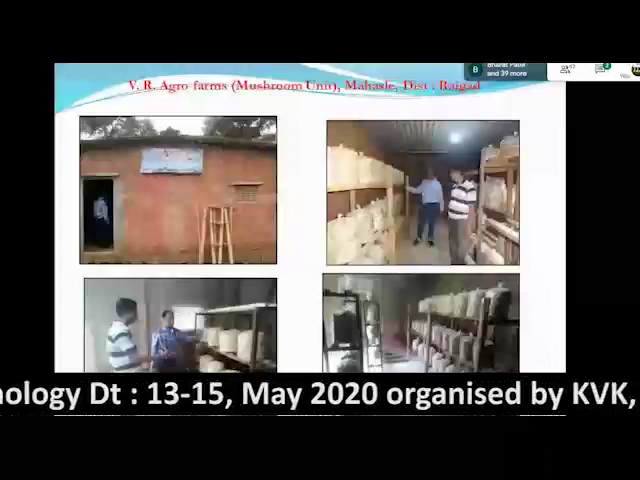 Bharat Patil
and 39 more
V. R. Agro farms (Mushroom Unit), Mahasle, Dist . Raigad
nology Dt : 13-15, May 2020 organised by KVK,